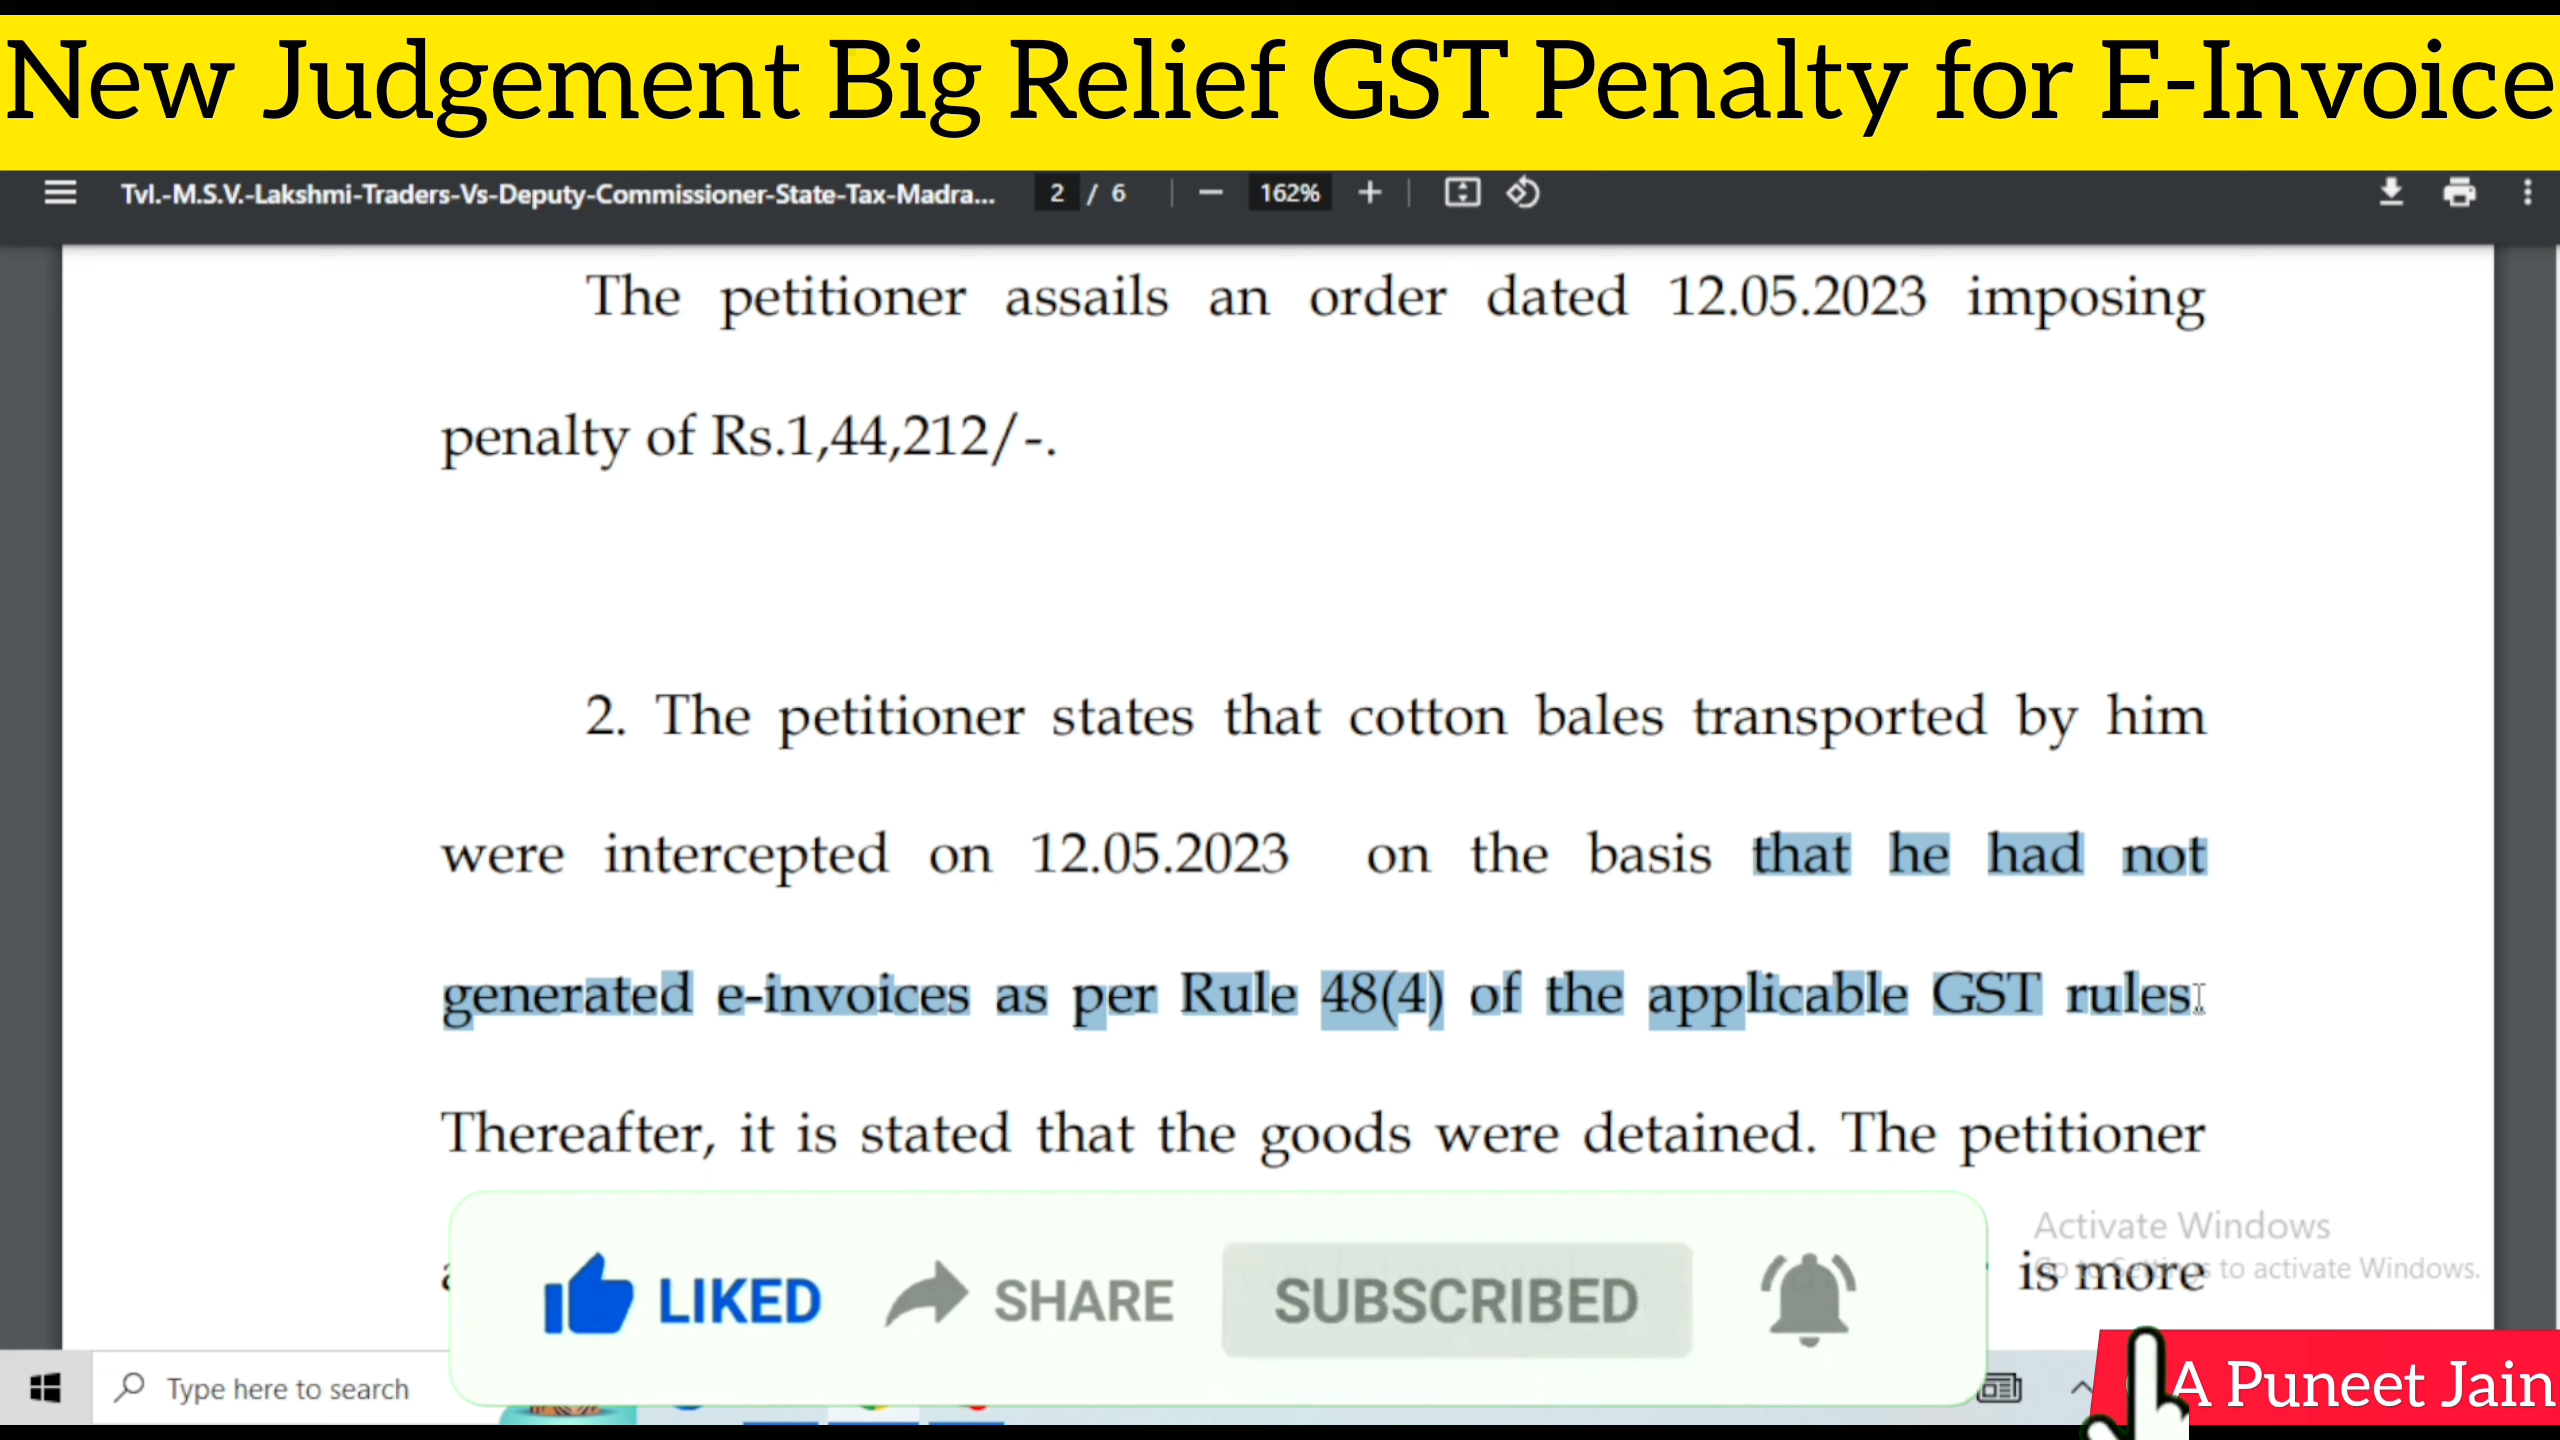 New Judgement Big Relief GST Penalty for E-Invoice
Tvl.-M.S.V.-Lakshmi-Traders-Vs-Deputy-Commissioner-State-Tax-Madra...
2 / 6
162%
The petitioner assails an order dated 12.05.2023 imposing
penalty of Rs.1,44,212/-.
2. The petitioner states that cotton bales transported by him
were intercepted on 12.05.2023 on the basis that he had not
generated e-invoices as per Rule 48(4) of the applicable GST rules.
Thereafter, it is stated that the goods were detained. The petitioner
is more
Activate Windows
Go to Settings to activate Windows.
LIKED
SHARE
SUBSCRIBED
Type here to search
A Puneet Jain